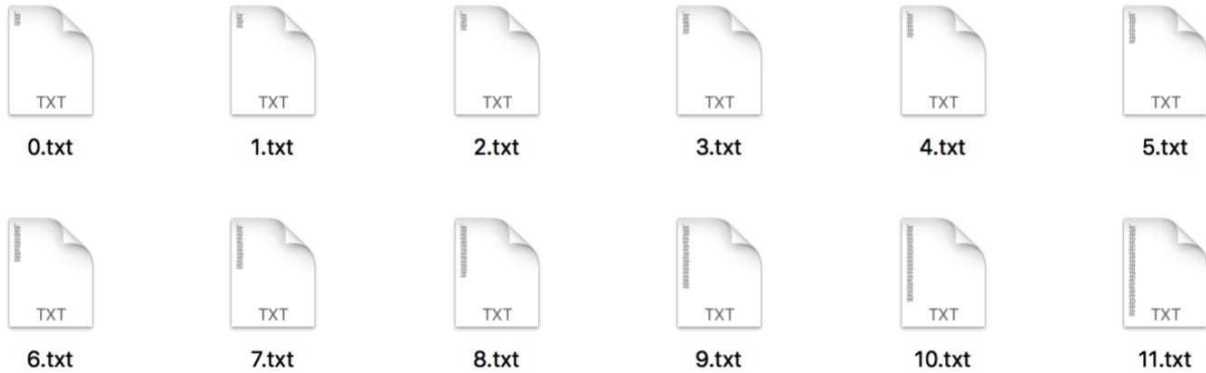 TXT TXT TXT TXT TXT TXT
0.txt 1.txt 2.txt 3.txt 4.txt 5.txt
TXT TXT TXT TXT TXT TXT
6.txt 7.txt 8.txt 9.txt 10.txt 11.txt